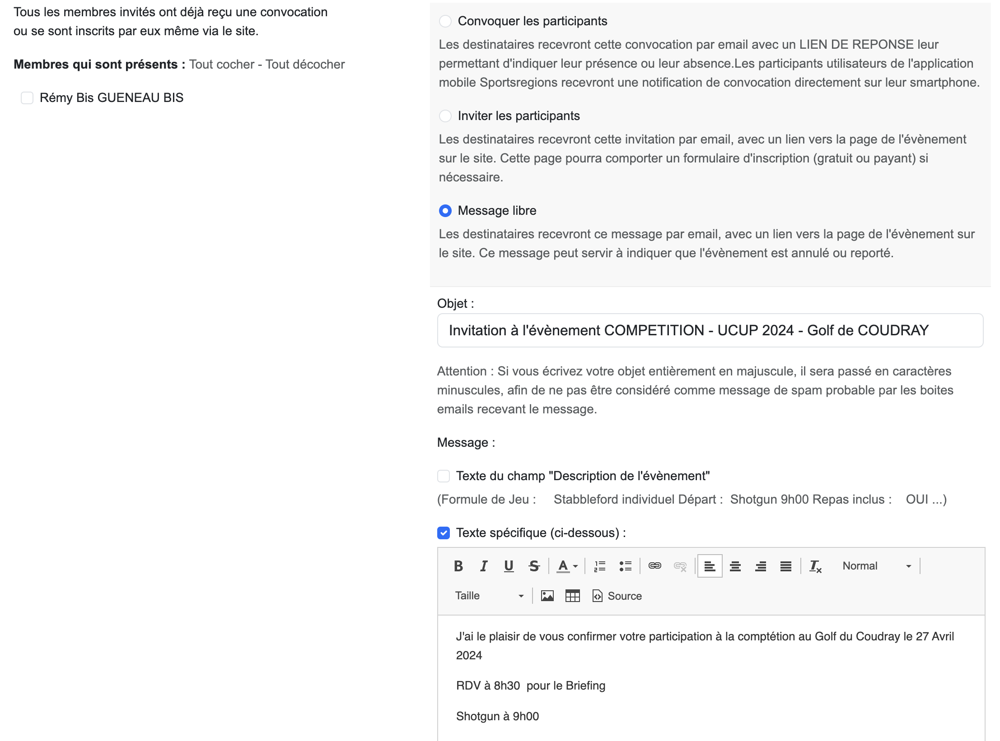 Tous les membres invités ont déjà reçu une convocation
ou se sont inscrits par eux même via le site.
Membres qui sont présents : Tout cocher - Tout décocher
Rémy Bis GUENEAU BIS
Convoquer les participants
Les destinataires recevront cette convocation par email avec un LIEN DE REPONSE leur
permettant d'indiquer leur présence ou leur absence.Les participants utilisateurs de l'application
mobile Sportsregions recevront une notification de convocation directement sur leur smartphone.
Inviter les participants
Les destinataires recevront cette invitation par email, avec un lien vers la page de l'évènement
sur le site. Cette page pourra comporter un formulaire d'inscription (gratuit ou payant) si
nécessaire.
Message libre
Les destinataires recevront ce message par email, avec un lien vers la page de l'évènement sur
le site. Ce message peut servir à indiquer que l'évènement est annulé ou reporté.
Objet :
Invitation à l'évènement COMPETITION - UCUP 2024 - Golf de COUDRAY
Attention : Si vous écrivez votre objet entièrement en majuscule, il sera passé en caractères
minuscules, afin de ne pas être considéré comme message de spam probable par les boites
emails recevant le message.
Message :
Texte du champ "Description de l'évènement"
(Formule de Jeu : Stabbleford individuel Départ : Shotgun 9h00 Repas inclus : OUI ...)
Texte spécifique (ci-dessous) :
B I U S A Normal
Taille Source
J'ai le plaisir de vous confirmer votre participation à la comptétion au Golf du Coudray le 27 Avril
2024
RDV à 8h30 pour le Briefing
Shotgun à 9h00